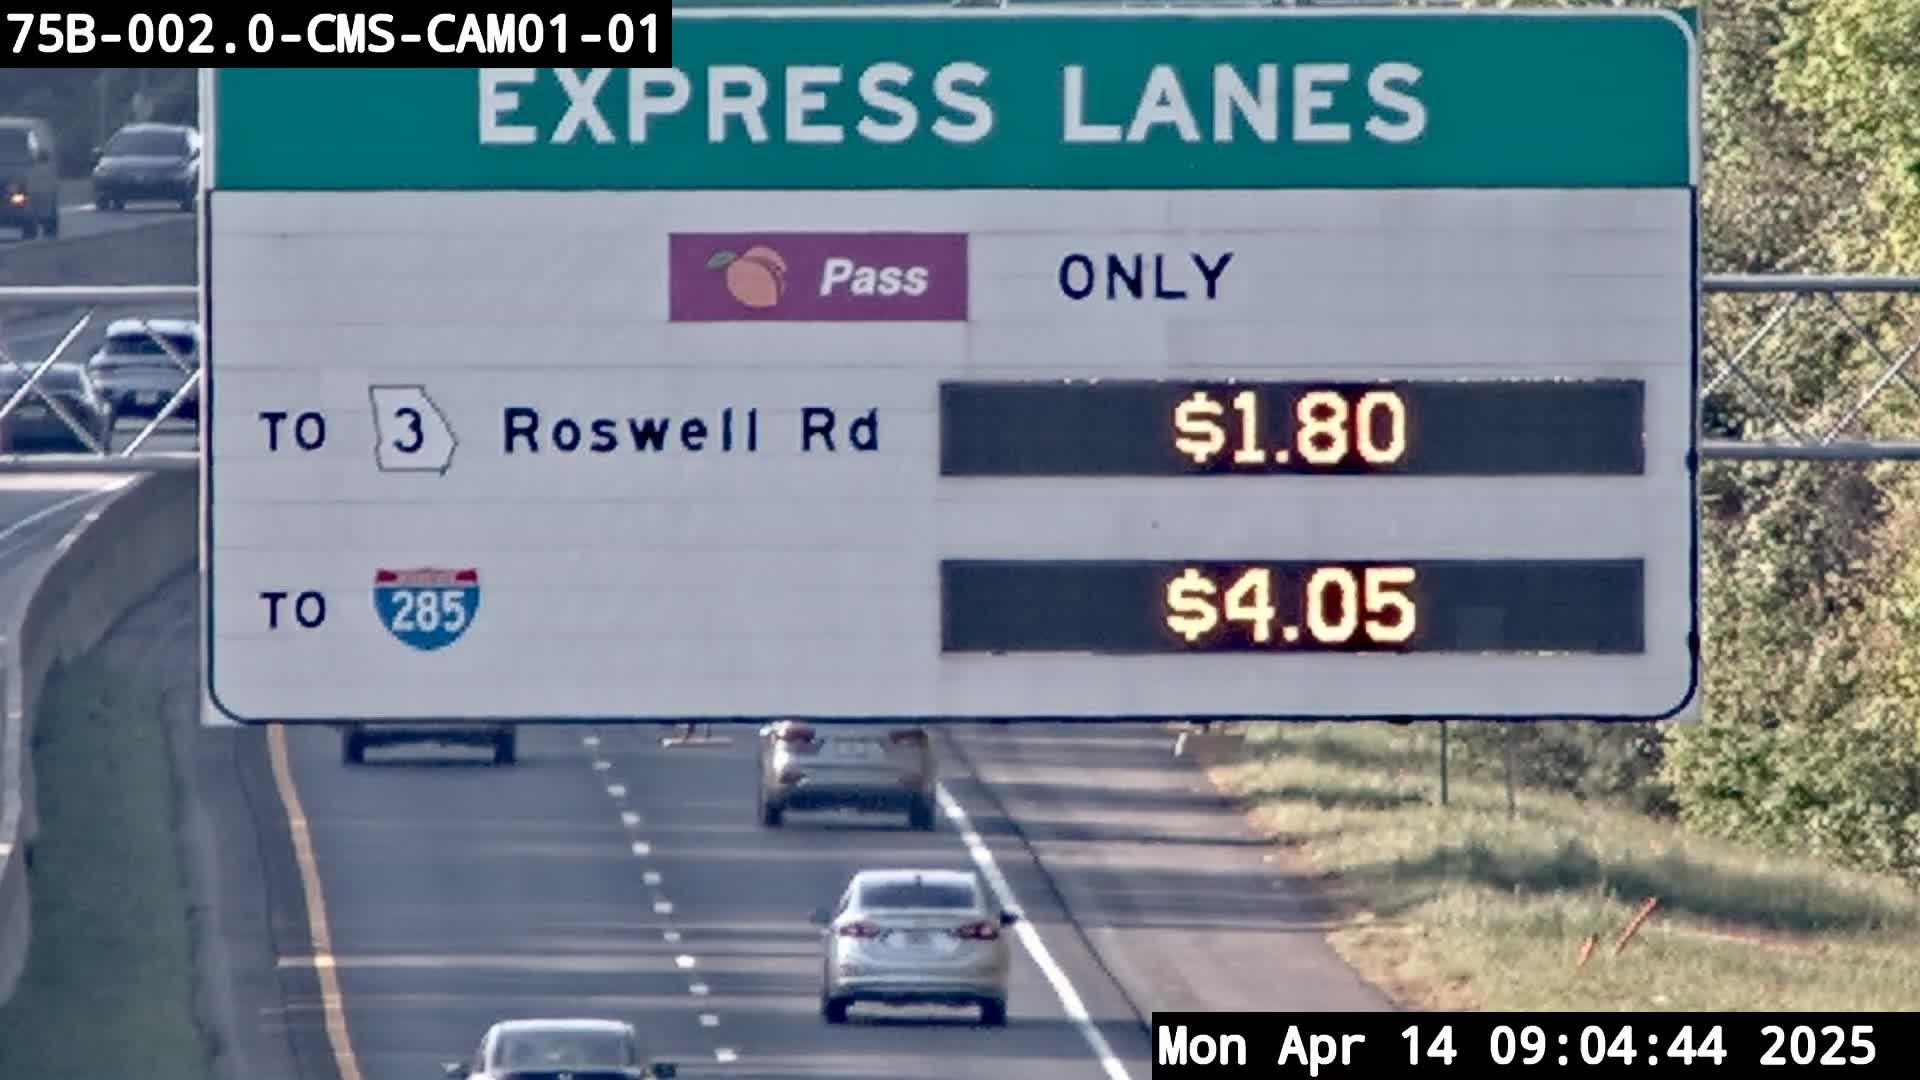 75B-002.0-CMS-CAM01-01
EXPRESS LANES
Pass ONLY
TO 3 Roswell Rd $1.80
TO 285 $4.05
Mon Apr 14 09:04:44 2025